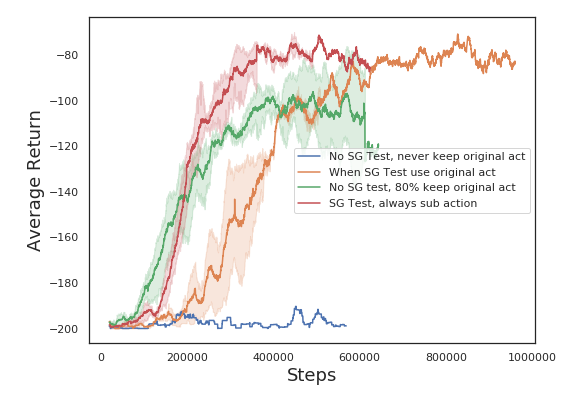 −80
−100
−120
−140
−160
−180
−200
Average Return
No SG Test, never keep original act
When SG Test use original act
No SG test, 80% keep original act
SG Test, always sub action
0
200000
400000
600000
800000
1000000
Steps